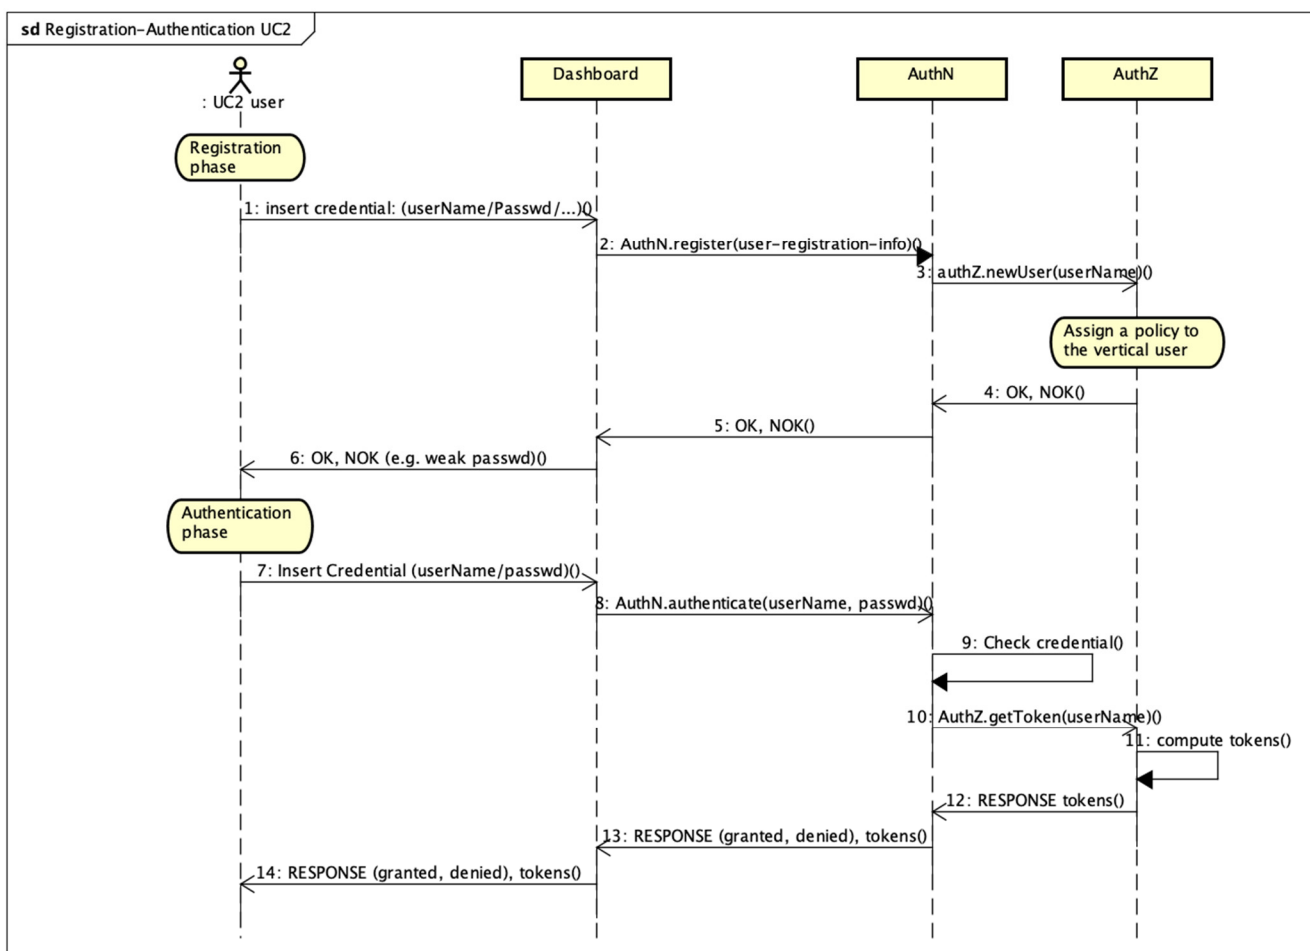 sd Registration-Authentication UC2
: UC2 user
Dashboard
AuthN
AuthZ
Registration
phase
1: insert credential: (userName/Passwd/...)()
2: AuthN.register(user-registration-info)()
3: authZ.newUser(userName)()
Assign a policy to
the vertical user
4: OK, NOK()
5: OK, NOK()
6: OK, NOK (e.g. weak passwd)()
Authentication
phase
7: Insert Credential (userName/passwd)()
8: AuthN.authenticate(userName, passwd)()
9: Check credential()
10: AuthZ.getToken(userName)()
11: compute tokens()
12: RESPONSE tokens()
13: RESPONSE (granted, denied), tokens()
14: RESPONSE (granted, denied), tokens()